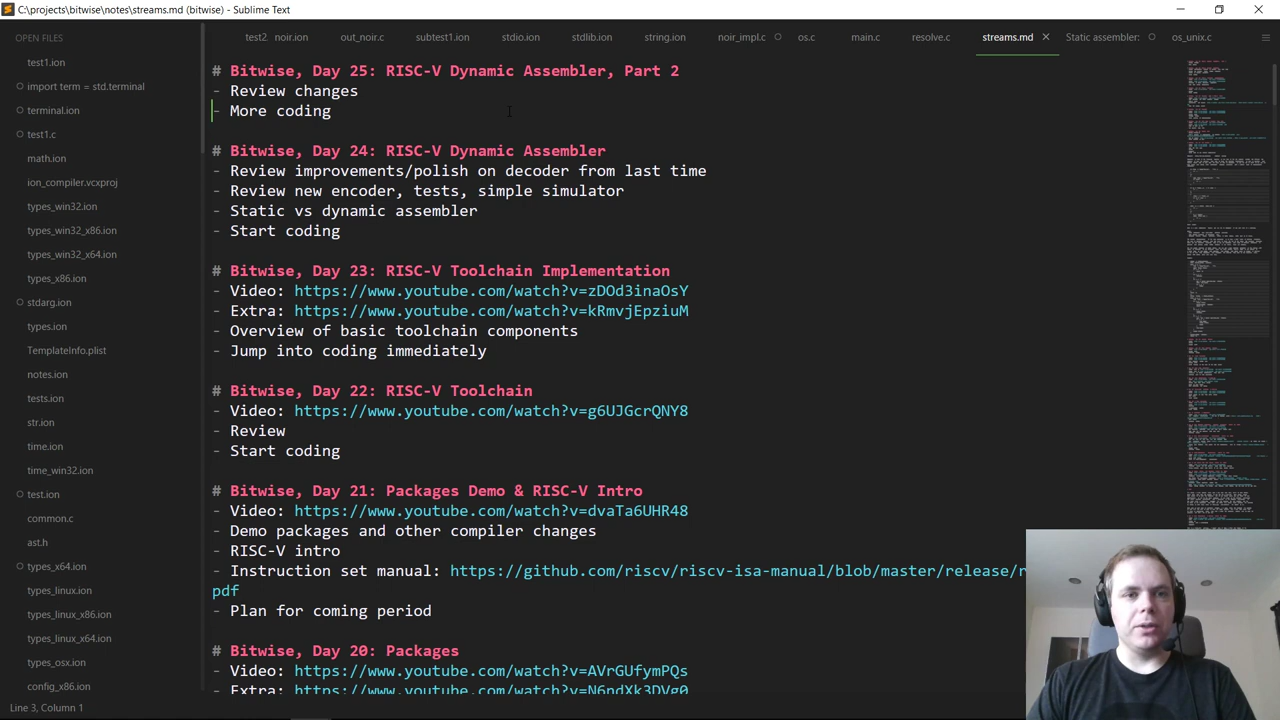 C:\projects\bitwise\notes\streams.md (bitwise) - Sublime Text
OPEN FILES
test1.ion
import term = std.terminal
terminal.ion
test1.c
math.ion
ion_compiler.vcxproj
types_win32.ion
types_win32_x86.ion
types_win32_x64.ion
types_x86.ion
stdarg.ion
types.ion
TemplateInfo.plist
notes.ion
tests.ion
str.ion
time.ion
time_win32.ion
test.ion
common.c
ast.h
types_x64.ion
types_linux.ion
types_linux_x86.ion
types_linux_x64.ion
types_osx.ion
config_x86.ion
test2 noir.ion out_noir.c subtest1.ion stdio.ion stdlib.ion string.ion noir_impl.c os.c main.c resolve.c streams.md Static assembler: os_unix.c
# Bitwise, Day 25: RISC-V Dynamic Assembler, Part 2
- Review changes
- More coding
# Bitwise, Day 24: RISC-V Dynamic Assembler
- Review improvements/polish on decoder from last time
- Review new encoder, tests, simple simulator
- Static vs dynamic assembler
- Start coding
# Bitwise, Day 23: RISC-V Toolchain Implementation
- Video: https://www.youtube.com/watch?v=zDOd3inaOsY
- Extra: https://www.youtube.com/watch?v=kRmvjEpziuM
- Overview of basic toolchain components
- Jump into coding immediately
# Bitwise, Day 22: RISC-V Toolchain
- Video: https://www.youtube.com/watch?v=g6UJGcrQNY8
- Review
- Start coding
# Bitwise, Day 21: Packages Demo & RISC-V Intro
- Video: https://www.youtube.com/watch?v=dvaTa6UHR48
- Demo packages and other compiler changes
- RISC-V intro
- Instruction set manual: https://github.com/riscv/riscv-isa-manual/blob/master/release/r
pdf
- Plan for coming period
# Bitwise, Day 20: Packages
- Video: https://www.youtube.com/watch?v=AVrGUfymPQs
- Extra: https://www.youtube.com/watch?v=N6ndXk3DVg0
Line 3, Column 1